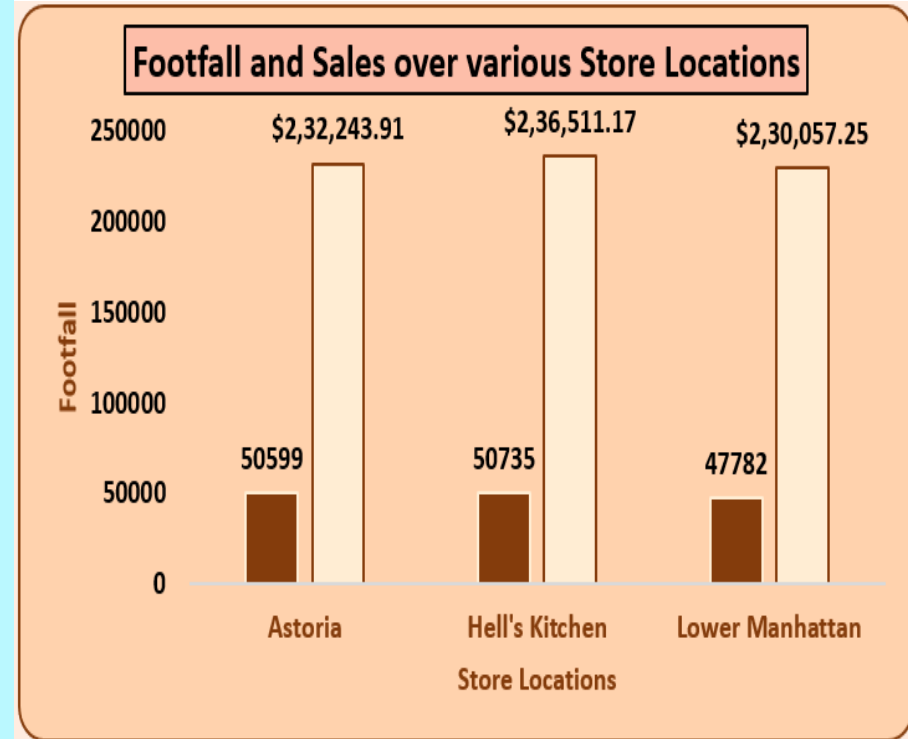 Footfall and Sales over various Store Locations
250000
$2,32,243.91
$2,36,511.17
$2,30,057.25
200000
150000
Footfall
100000
50599
50735
47782
50000
0
Astoria
Hell's Kitchen
Lower Manhattan
Store Locations